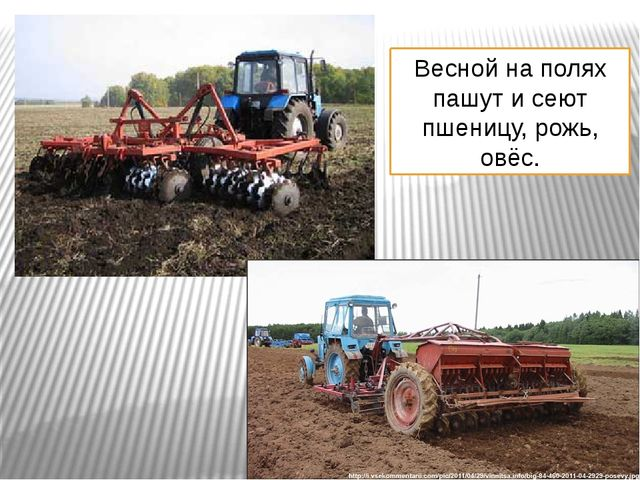 Весной на полях
пашут и сеют
пшеницу, рожь,
овёс.